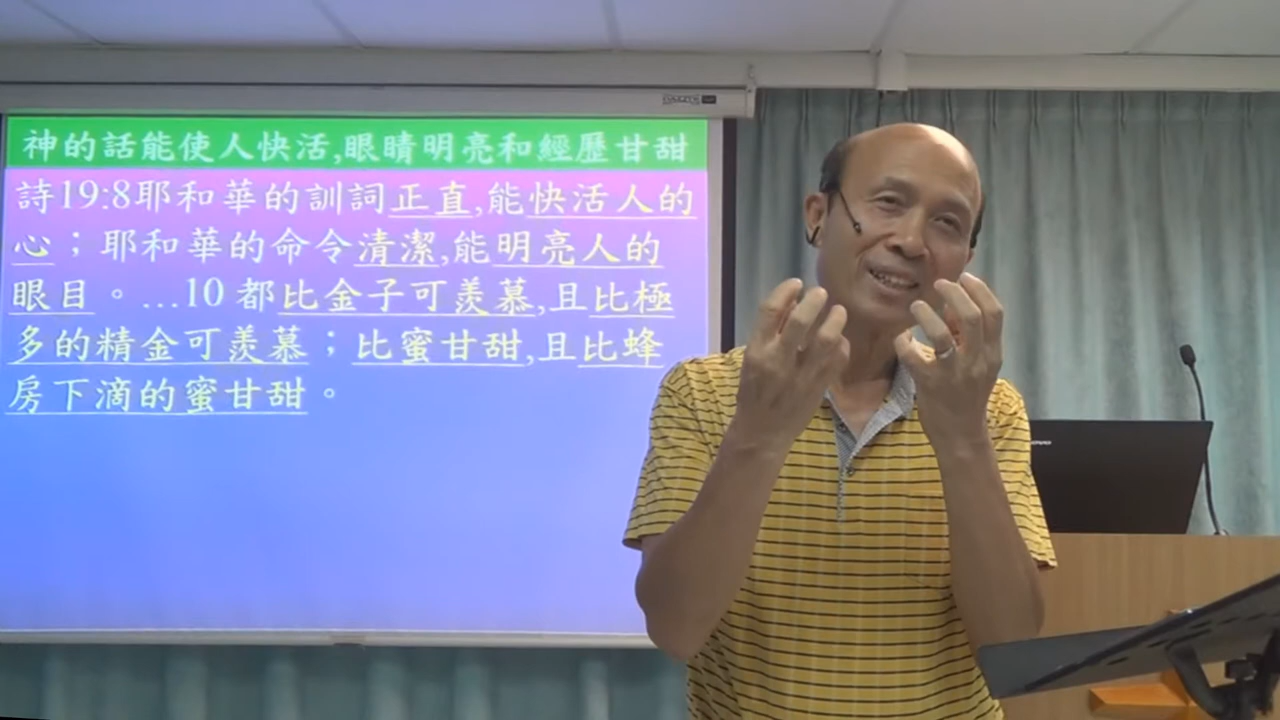 神的話能使人快活,眼睛明亮和經歷甘甜
詩19:8耶和華的訓詞正直,能快活人的
心；耶和華的命令清潔,能明亮人的
眼目。…10 都比金子可羨慕,且比極
多的精金可羨慕；比蜜甘甜,且比蜂
房下滴的蜜甘甜。